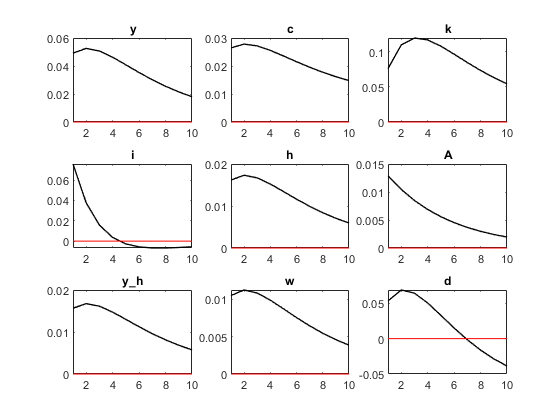 y c k
0.06 0.03 0.1
0.04 0.02
0.02 0.01 0.05
0 0 0
2 4 6 8 10 2 4 6 8 10 2 4 6 8 10
i h A
0.06 0.02 0.015
0.04 0.01
0.02 0.01 0.005
0 0 0
2 4 6 8 10 2 4 6 8 10 2 4 6 8 10
y_h w d
0.02 0.01 0.05
0.01 0.005 0
0 -0.05
2 4 6 8 10 2 4 6 8 10 2 4 6 8 10